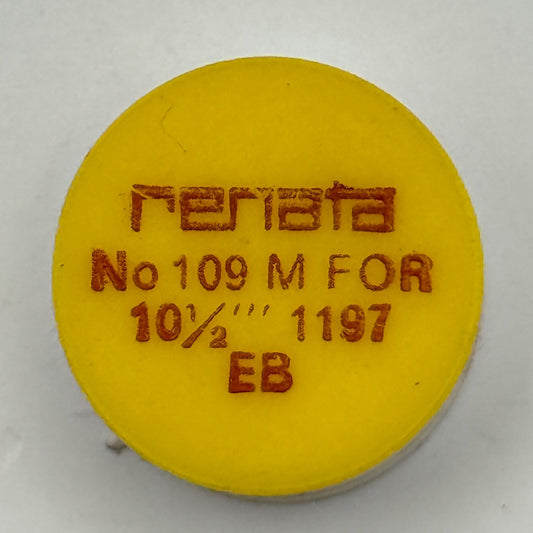 renata
No 109 M FOR
10½''' 1197
EB